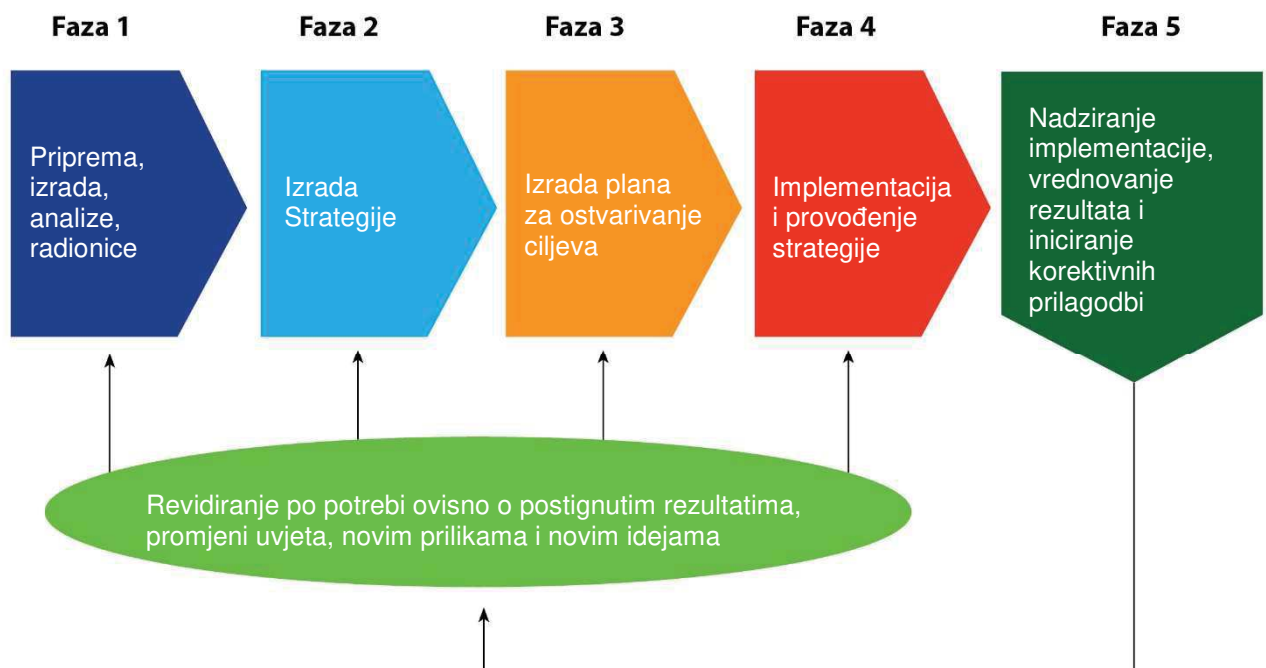 Faza 1
Faza 2
Faza 3
Faza 4
Faza 5
Priprema,
izrada,
analize,
radionice
Izrada
Strategije
Izrada plana
za ostvarivanje
ciljeva
Implementacija
i provođenje
strategije
Nadziranje
implementacije,
vrednovanje
rezultata i
iniciranje
korektivnih
prilagodbi
Revidiranje po potrebi ovisno o postignutim rezultatima,
promjeni uvjeta, novim prilikama i novim idejama